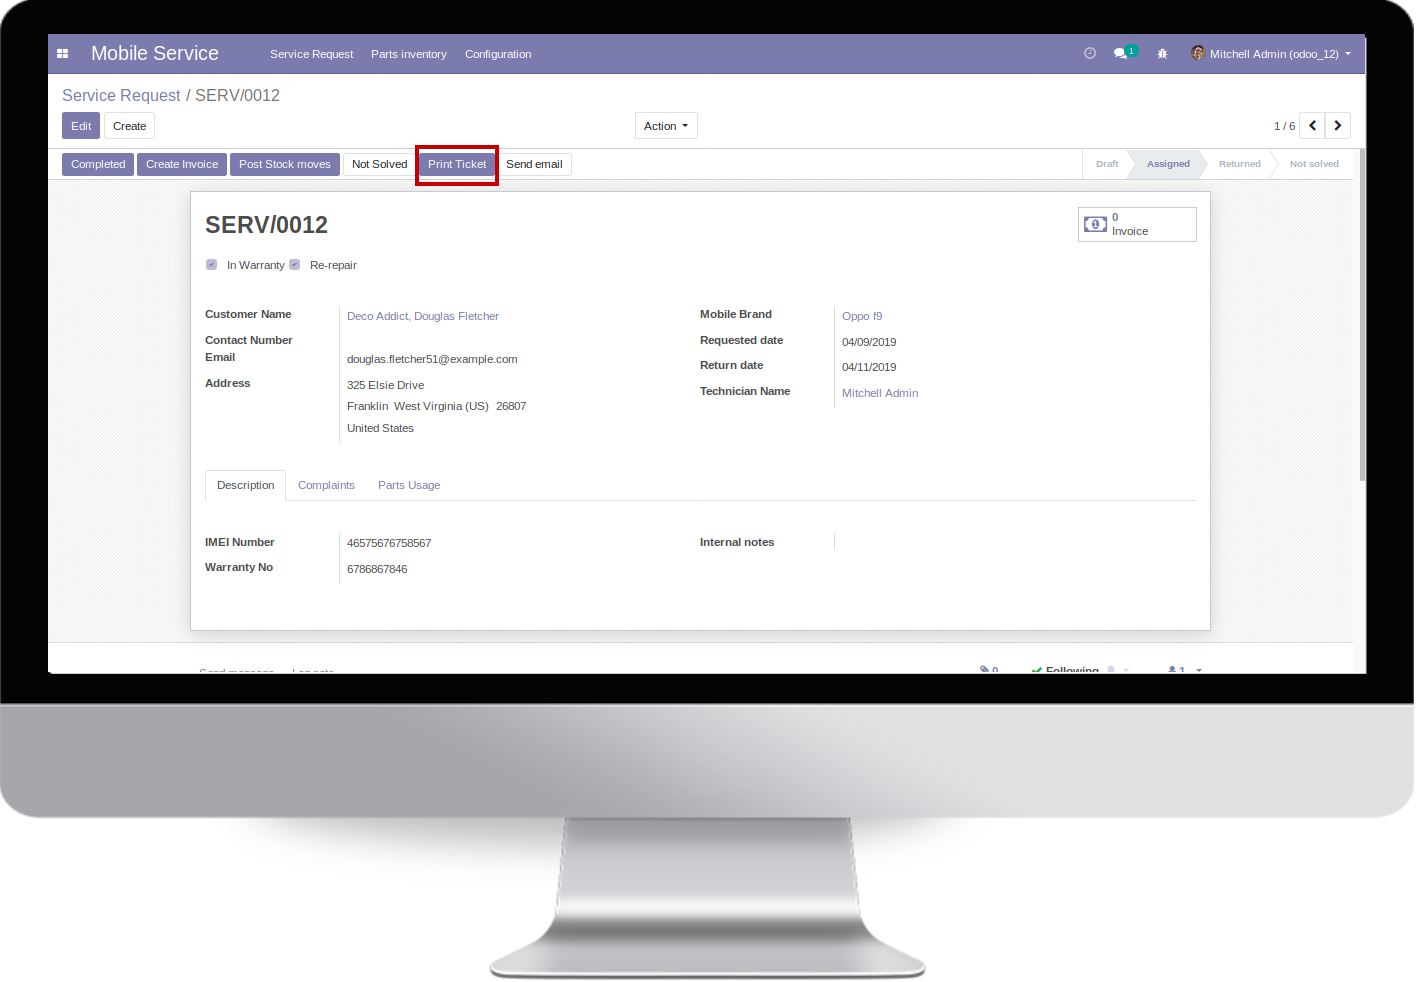 Mobile Service Service Request Parts inventory Configuration 1 Mitchell Admin (odoo_12)
Service Request / SERV/0012
Edit Create Action 1 / 6
Completed Create Invoice Post Stock moves Not Solved Print Ticket Send email Draft Assigned Returned Not solved
SERV/0012
0
1 Invoice
In Warranty Re-repair
Customer Name Deco Addict, Douglas Fletcher Mobile Brand Oppo f9
Contact Number Requested date 04/09/2019
Email douglas.fletcher51@example.com Return date 04/11/2019
Address 325 Elsie Drive Technician Name Mitchell Admin
Franklin West Virginia (US) 26807
United States
Description Complaints Parts Usage
IMEI Number 46575676758567 Internal notes
Warranty No 6786867846
Send message Log note 0 Following 1